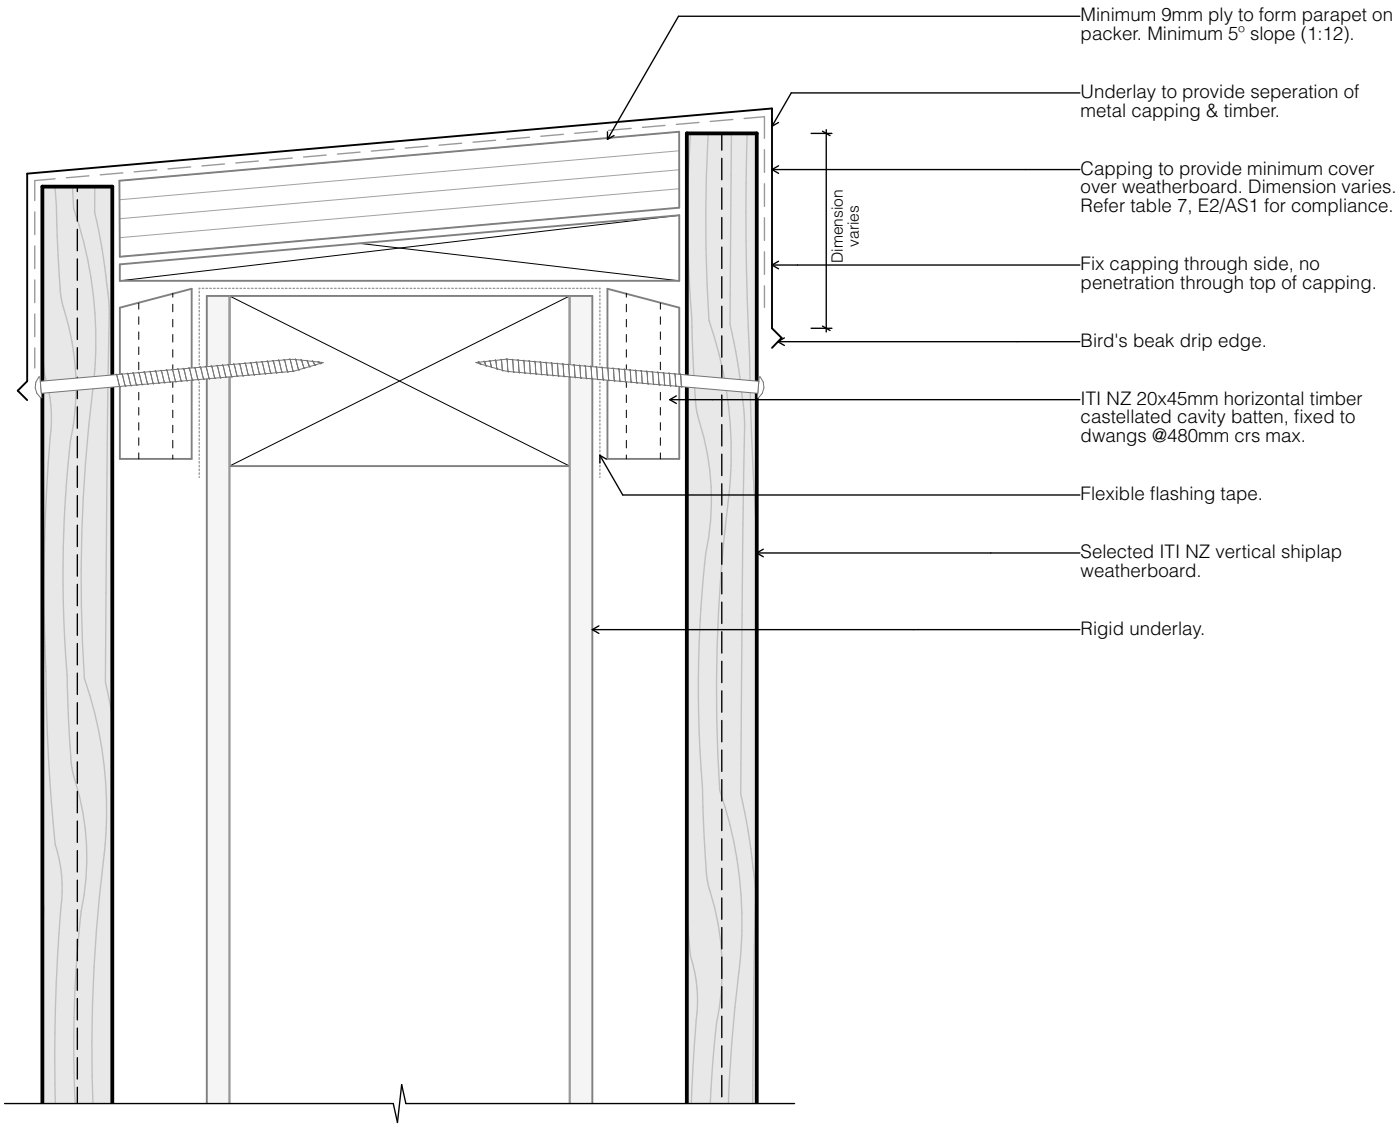 Minimum 9mm ply to form parapet on
packer. Minimum 5° slope (1:12).
Underlay to provide seperation of
metal capping & timber.
Capping to provide minimum cover
over weatherboard. Dimension varies.
Refer table 7, E2/AS1 for compliance.
Dimension
varies
Fix capping through side, no
penetration through top of capping.
Bird's beak drip edge.
ITI NZ 20x45mm horizontal timber
castellated cavity batten, fixed to
dwangs @480mm crs max.
Flexible flashing tape.
Selected ITI NZ vertical shiplap
weatherboard.
Rigid underlay.